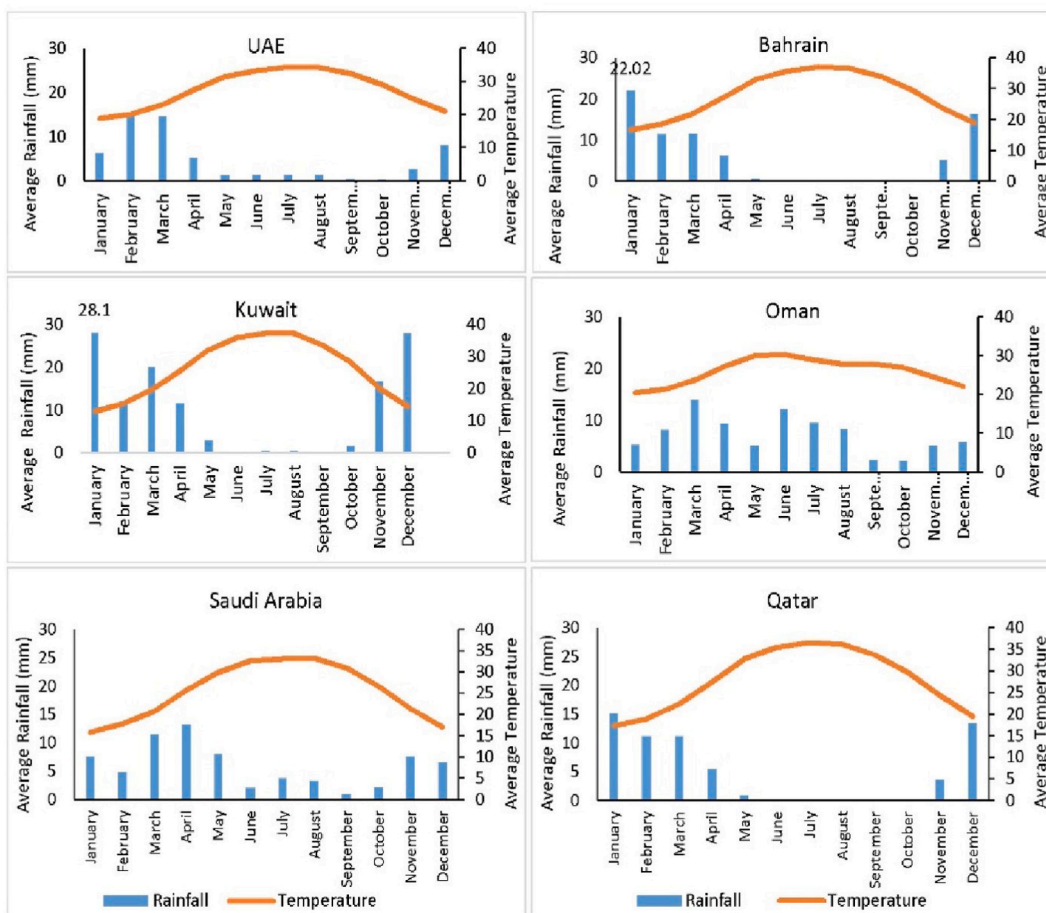 UAE
Average Rainfall (mm)
30
20
10
0
40
30
20
10
0
Average Temperature
January
February
March
April
May
June
July
August
Septem...
October
Novem...
Decem...
Bahrain
Average Rainfall (mm)
30
20
10
0
22.02
40
30
20
10
0
Average Temperature
January
February
March
April
May
June
July
August
Septe...
October
Novem...
Decem...
Kuwait
28.1
Average Rainfall (mm)
30
20
10
0
40
30
20
10
0
Average Temperature
January
February
March
April
May
June
July
August
September
October
November
December
Oman
Average Rainfall (mm)
30
20
10
0
40
30
20
10
0
Average Temperature
January
February
March
April
May
June
July
August
Septe...
October
Novem...
Decem...
Saudi Arabia
Average Rainfall (mm)
30
25
20
15
10
5
0
40
35
30
25
20
15
10
5
0
Average Temperature
January
February
March
April
May
June
July
August
September
October
November
December
Rainfall
Temperature
Qatar
Average Rainfall (mm)
30
25
20
15
10
5
0
40
35
30
25
20
15
10
5
0
Average Temperature
January
February
March
April
May
June
July
August
September
October
November
December
Rainfall
Temperature